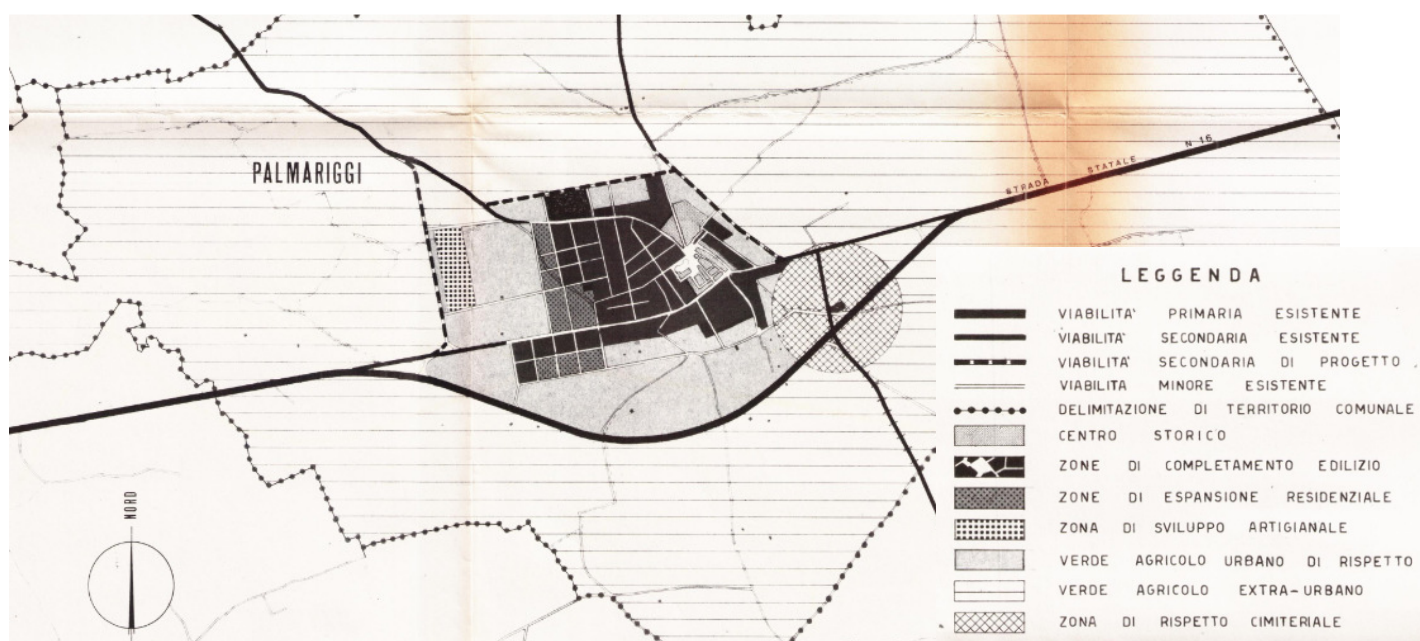 PALMARIGGI
STRADA STATALE N 16
NORD
LEGGENDA
VIABILITA' PRIMARIA ESISTENTE
VIABILITA' SECONDARIA ESISTENTE
VIABILITA' SECONDARIA DI PROGETTO
VIABILITA MINORE ESISTENTE
DELIMITAZIONE DI TERRITORIO COMUNALE
CENTRO STORICO
ZONE DI COMPLETAMENTO EDILIZIO
ZONE DI ESPANSIONE RESIDENZIALE
ZONA DI SVILUPPO ARTIGIANALE
VERDE AGRICOLO URBANO DI RISPETTO
VERDE AGRICOLO EXTRA-URBANO
ZONA DI RISPETTO CIMITERIALE